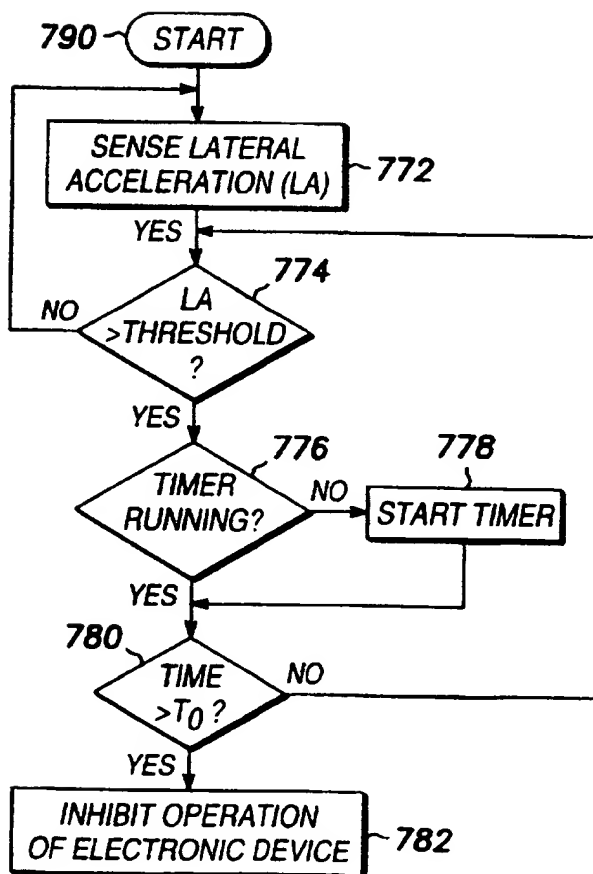 790
START
SENSE LATERAL
ACCELERATION (LA)
772
YES
774
NO
LA
>THRESHOLD
?
YES
776
778
TIMER
RUNNING?
NO
START TIMER
YES
780
TIME
>T0 ?
NO
YES
INHIBIT OPERATION
OF ELECTRONIC DEVICE
782